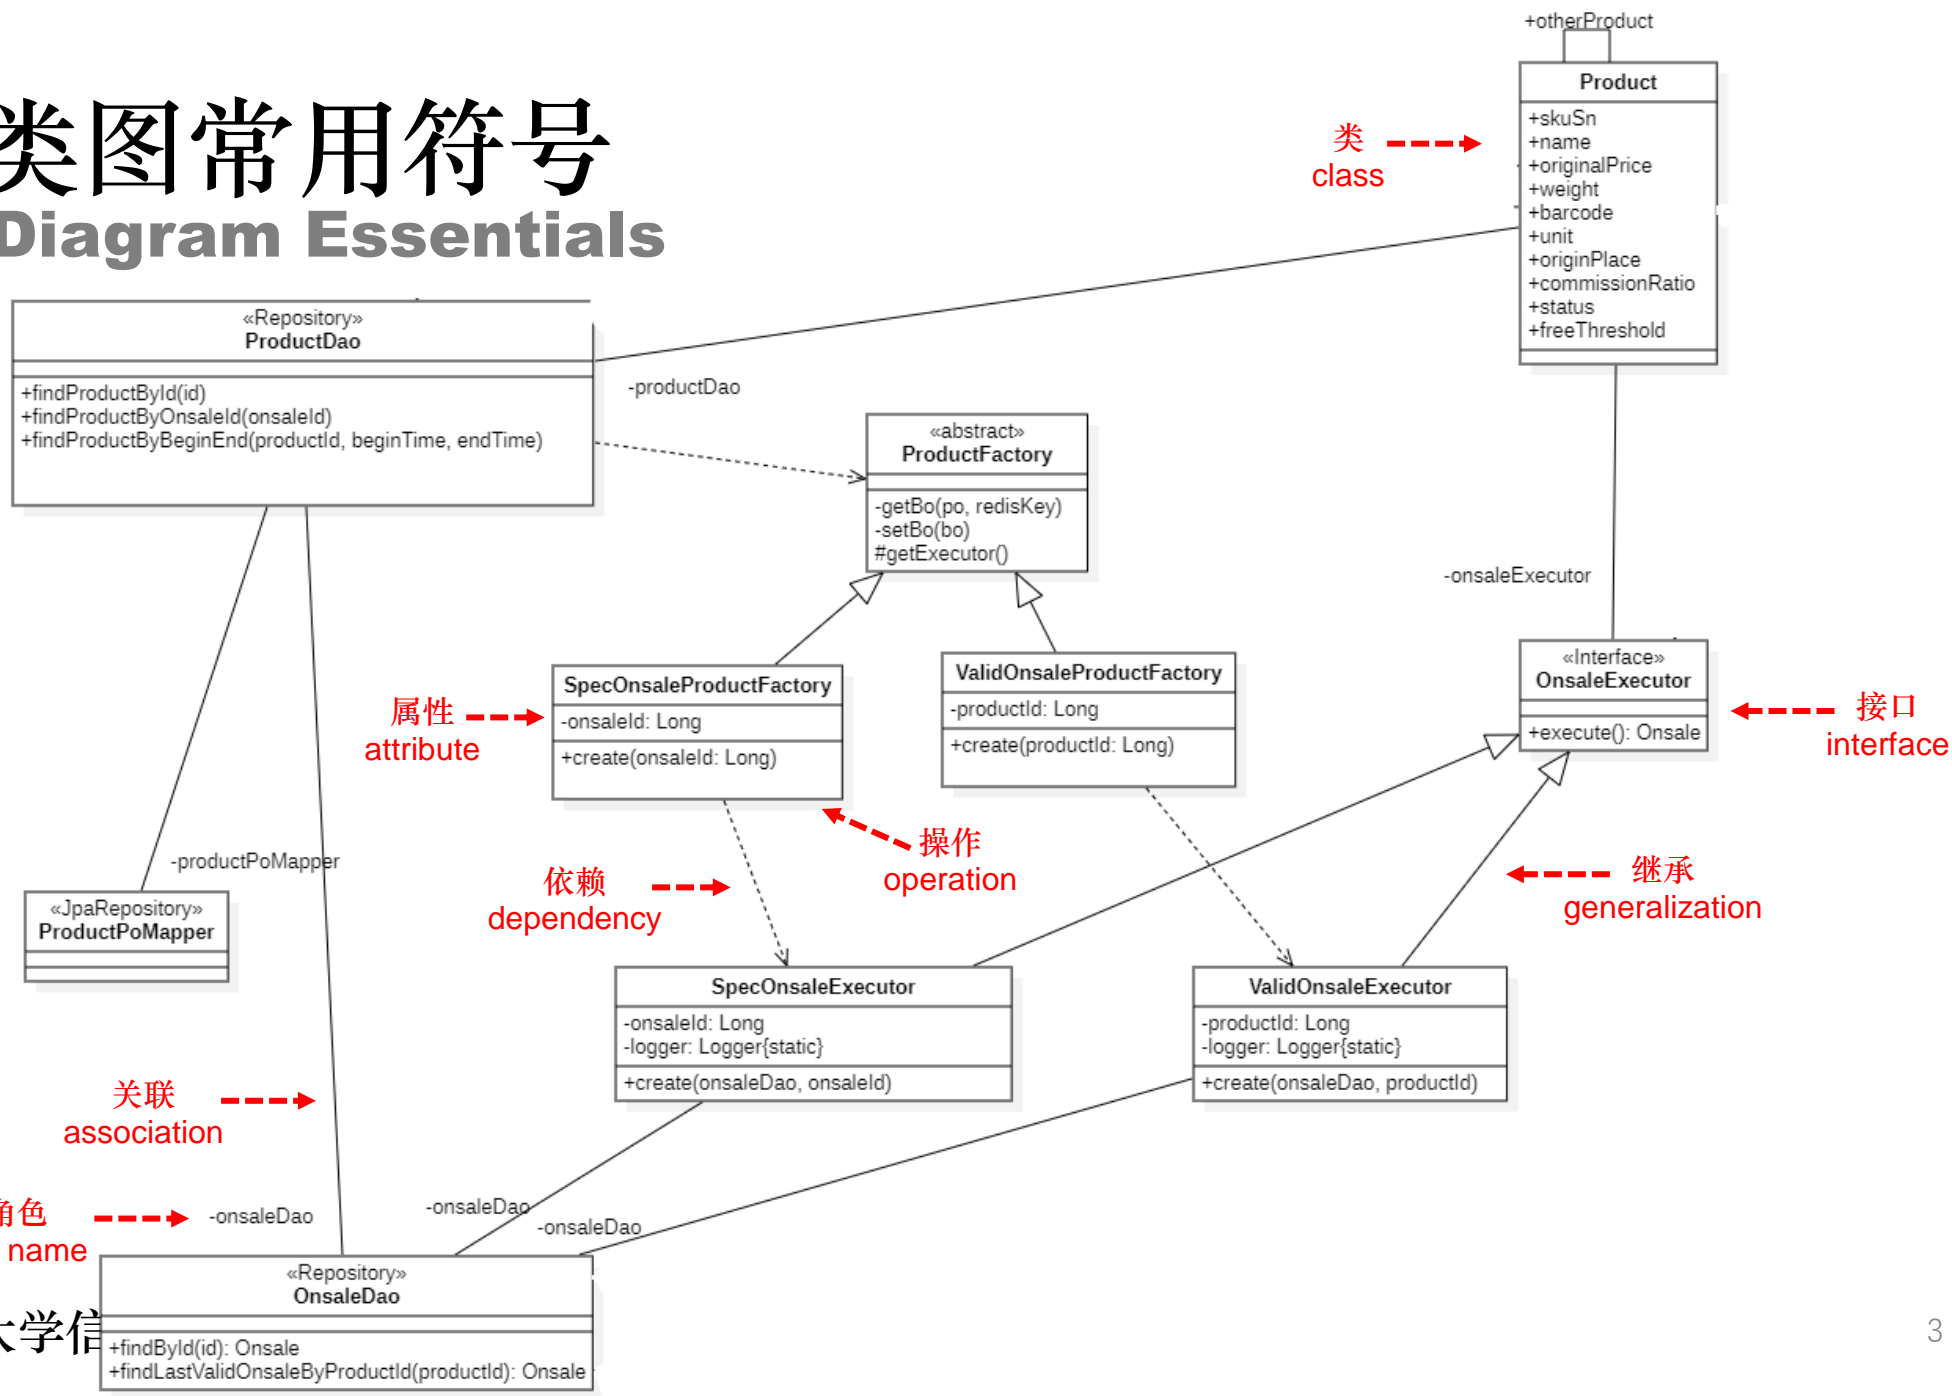 +otherProduct
Product
+skuSn
+name
+originalPrice
+weight
+barcode
+unit
+originPlace
+commissionRatio
+status
+freeThreshold
类图常用符号
Diagram Essentials
类
class
«Repository»
ProductDao
+findProductById(id)
+findProductByOnsaleId(onsaleId)
+findProductByBeginEnd(productId, beginTime, endTime)
-productDao
«abstract»
ProductFactory
-getBo(po, redisKey)
-setBo(bo)
#getExecutor()
-onsaleExecutor
«Interface»
OnsaleExecutor
+execute(): Onsale
接口
interface
SpecOnsaleProductFactory
-onsaleId: Long
+create(onsaleId: Long)
ValidOnsaleProductFactory
-productId: Long
+create(productId: Long)
属性
attribute
操作
operation
依赖
dependency
继承
generalization
-productPoMapper
«JpaRepository»
ProductPoMapper
SpecOnsaleExecutor
-onsaleId: Long
-logger: Logger{static}
+create(onsaleDao, onsaleId)
ValidOnsaleExecutor
-productId: Long
-logger: Logger{static}
+create(onsaleDao, productId)
关联
association
角色
name
-onsaleDao
-onsaleDao
-onsaleDao
«Repository»
OnsaleDao
+findById(id): Onsale
+findLastValidOnsaleByProductId(productId): Onsale
大学信
3